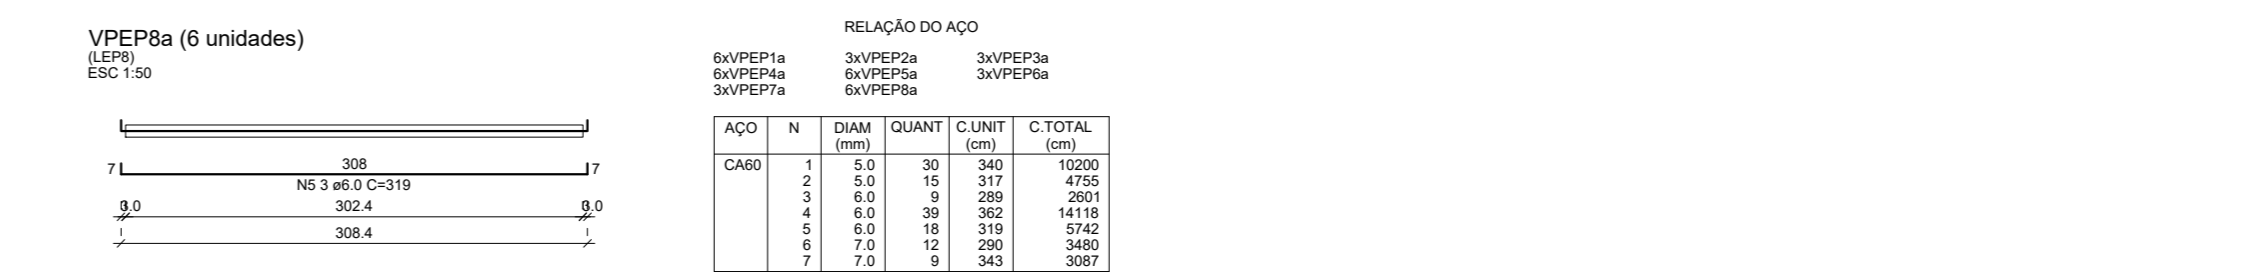 VPEP8a (6 unidades)
(LEP8)
ESC 1:50
7 308 7
N5 3 ø6.0 C=319
3.0 302.4 3.0
308.4
RELAÇÃO DO AÇO
6xVPEP1a 3xVPEP2a 3xVPEP3a
6xVPEP4a 6xVPEP5a 3xVPEP6a
3xVPEP7a 6xVPEP8a
AÇO N DIAM QUANT C.UNIT C.TOTAL
(mm) (cm) (cm)
CA60 1 5.0 30 340 10200
2 5.0 15 317 4755
3 6.0 9 289 2601
4 6.0 39 362 14118
5 6.0 18 319 5742
6 7.0 12 290 3480
7 7.0 9 343 3087